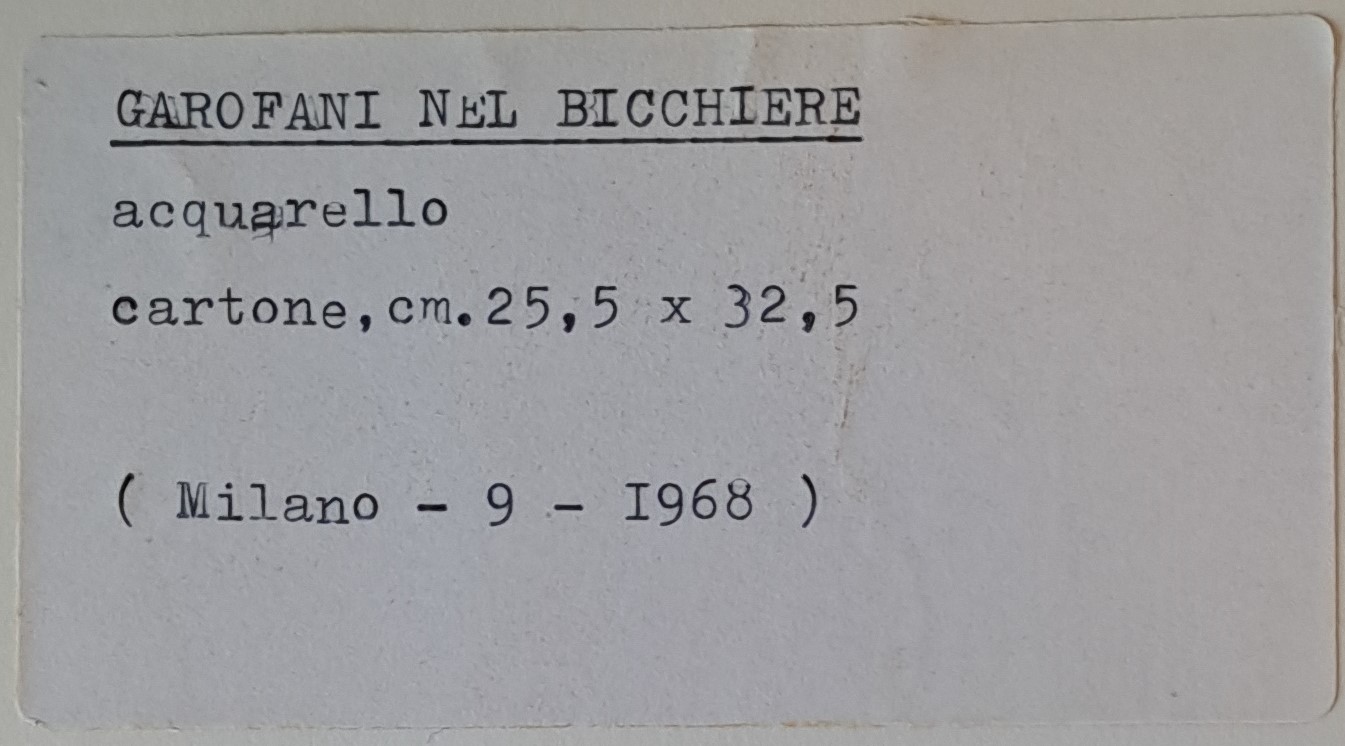 GAROFANI NEL BICCHIERE
acquarello
cartone,cm.25,5 x 32,5
( Milano - 9 - I968 )